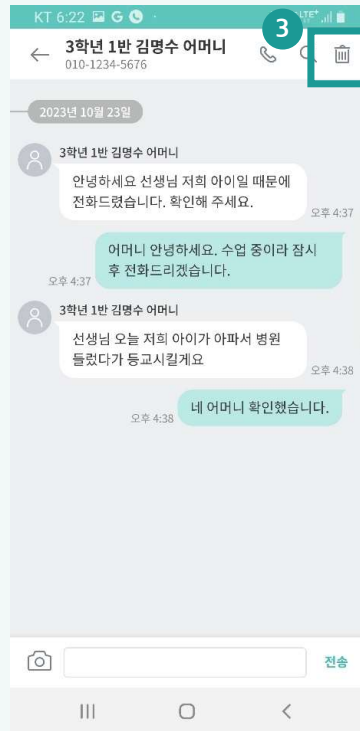 KT 6:22 G
3
LTE+
3학년 1반 김명수 어머니
010-1234-5676
2023년 10월 23일
3학년 1반 김명수 어머니
안녕하세요 선생님 저희 아이일 때문에
전화드렸습니다. 확인해 주세요.
오후 4:37
어머니 안녕하세요. 수업 중이라 잠시
후 전화드리겠습니다.
오후 4:37
3학년 1반 김명수 어머니
선생님 오늘 저희 아이가 아파서 병원
들렀다가 등교시킬게요
오후 4:38
네 어머니 확인했습니다.
오후 4:38
전송